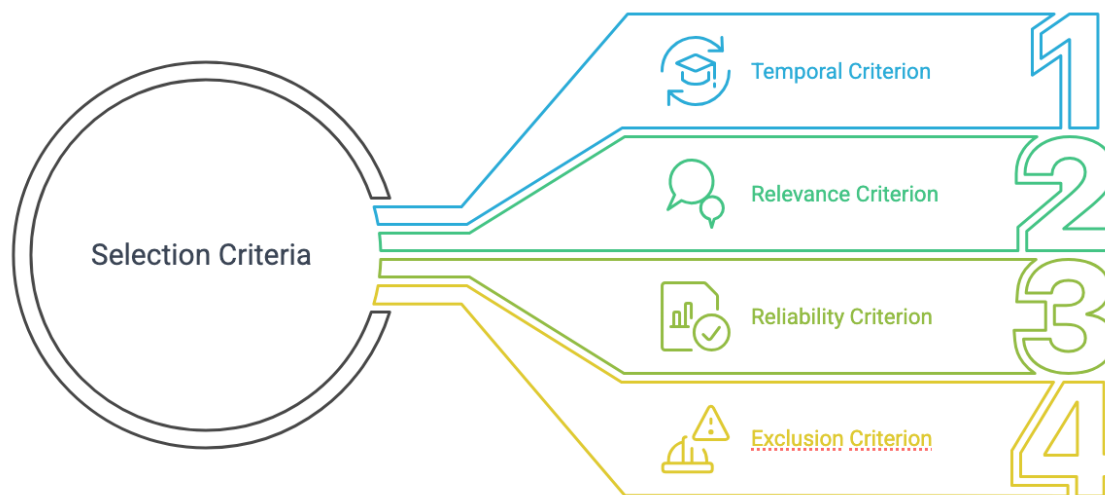 Selection Criteria
Temporal Criterion
1
Relevance Criterion
2
Reliability Criterion
3
Exclusion Criterion
4